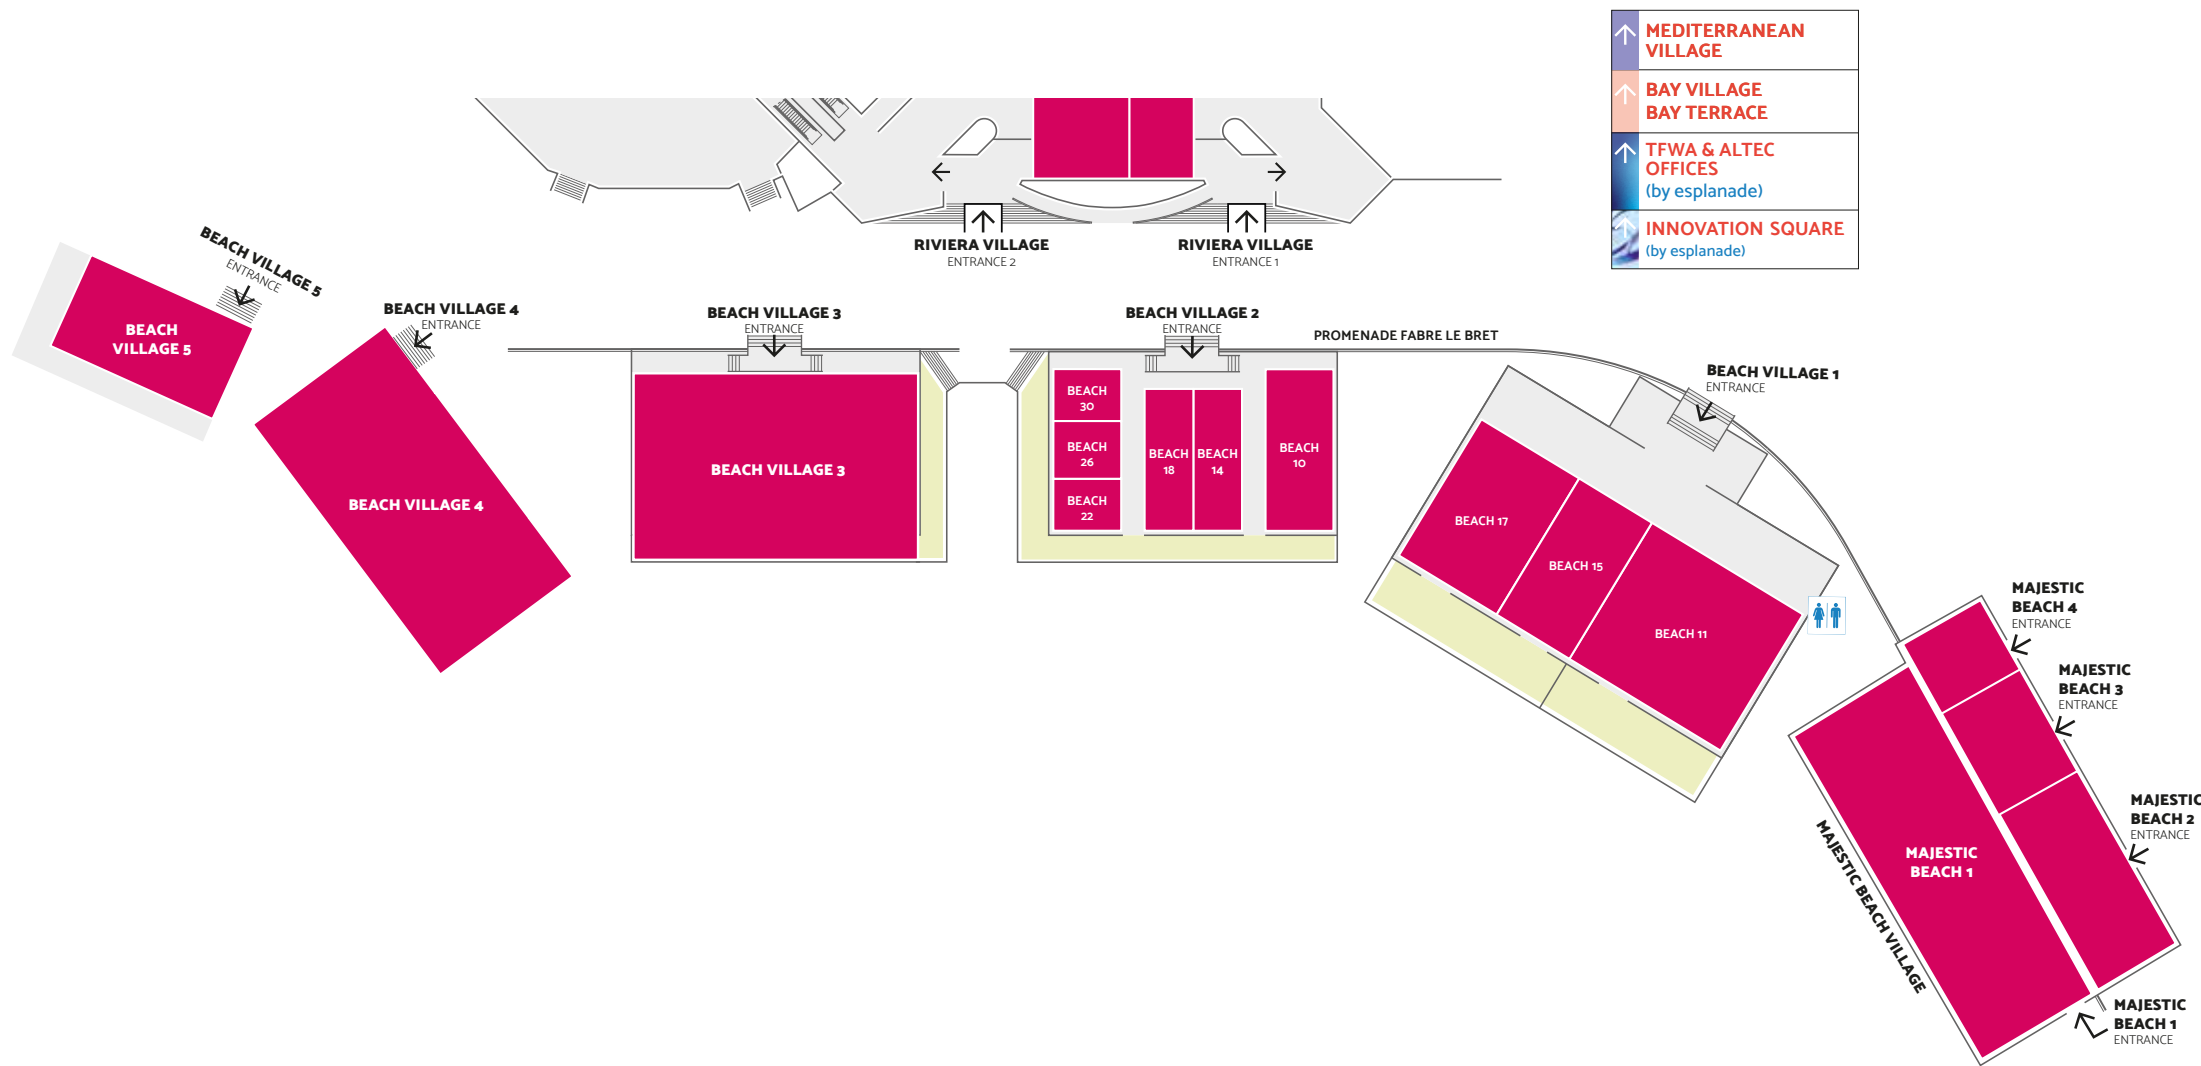 MEDITERRANEAN
VILLAGE
BAY VILLAGE
BAY TERRACE
TFWA & ALTEC
OFFICES
(by esplanade)
INNOVATION SQUARE
(by esplanade)
RIVIERA VILLAGE
ENTRANCE 2
RIVIERA VILLAGE
ENTRANCE 1
BEACH VILLAGE 5
ENTRANCE
BEACH
VILLAGE 5
BEACH VILLAGE 4
ENTRANCE
BEACH VILLAGE 4
BEACH VILLAGE 3
ENTRANCE
BEACH VILLAGE 3
BEACH VILLAGE 2
ENTRANCE
BEACH
30
BEACH
26
BEACH
22
BEACH
18
BEACH
14
BEACH
10
PROMENADE FABRE LE BRET
BEACH VILLAGE 1
ENTRANCE
BEACH 17
BEACH 15
BEACH 11
MAJESTIC
BEACH 4
ENTRANCE
MAJESTIC
BEACH 3
ENTRANCE
MAJESTIC
BEACH 2
ENTRANCE
MAJESTIC
BEACH 1
MAJESTIC BEACH VILLAGE
MAJESTIC
BEACH 1
ENTRANCE